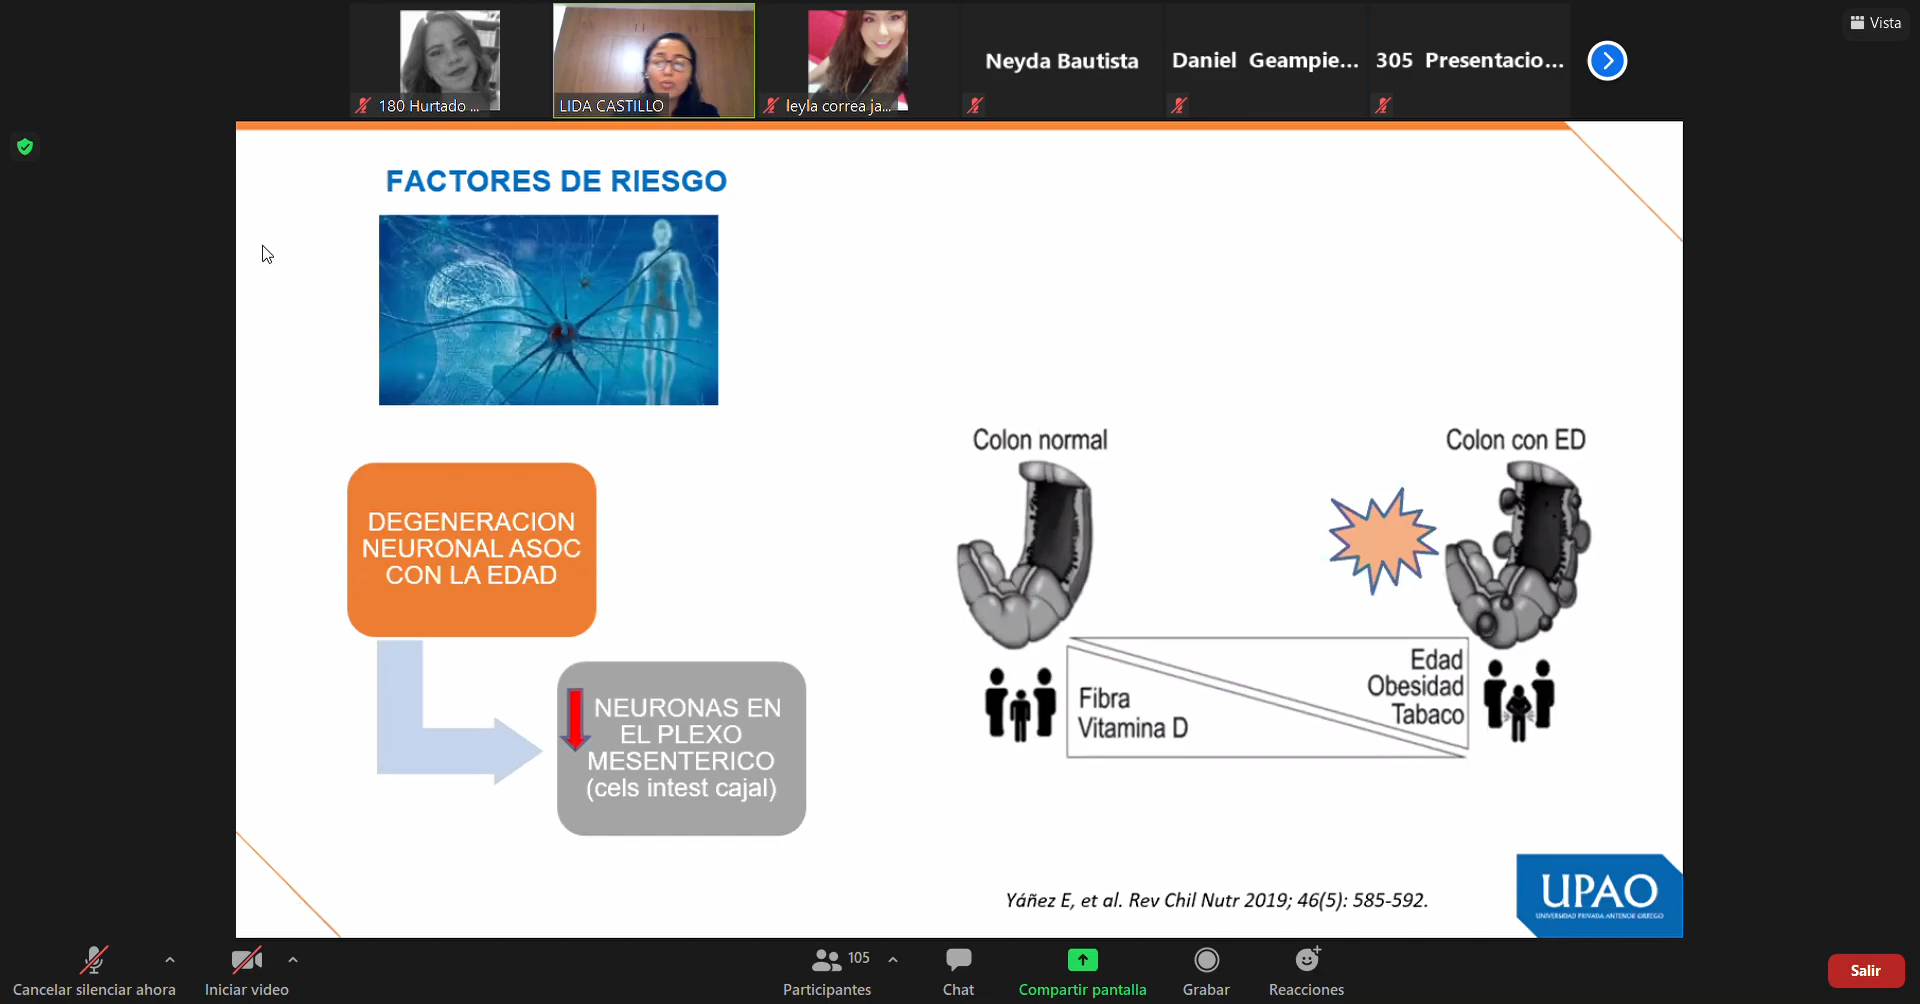 Vista
180 Hurtado ...
LIDA CASTILLO
leyla correa ja...
Neyda Bautista
Daniel Geampie...
305 Presentacio...
FACTORES DE RIESGO
DEGENERACION
NEURONAL ASOC
CON LA EDAD
NEURONAS EN
EL PLEXO
MESENTERICO
(cels intest cajal)
Colon normal
Colon con ED
Fibra
Vitamina D
Edad
Obesidad
Tabaco
Yáñez E, et al. Rev Chil Nutr 2019; 46(5): 585-592.
UPAO
UNIVERSIDAD PRIVADA ANTENOR ORREGO
Cancelar silenciar ahora
Iniciar video
105
Participantes
Chat
Compartir pantalla
Grabar
Reacciones
Salir